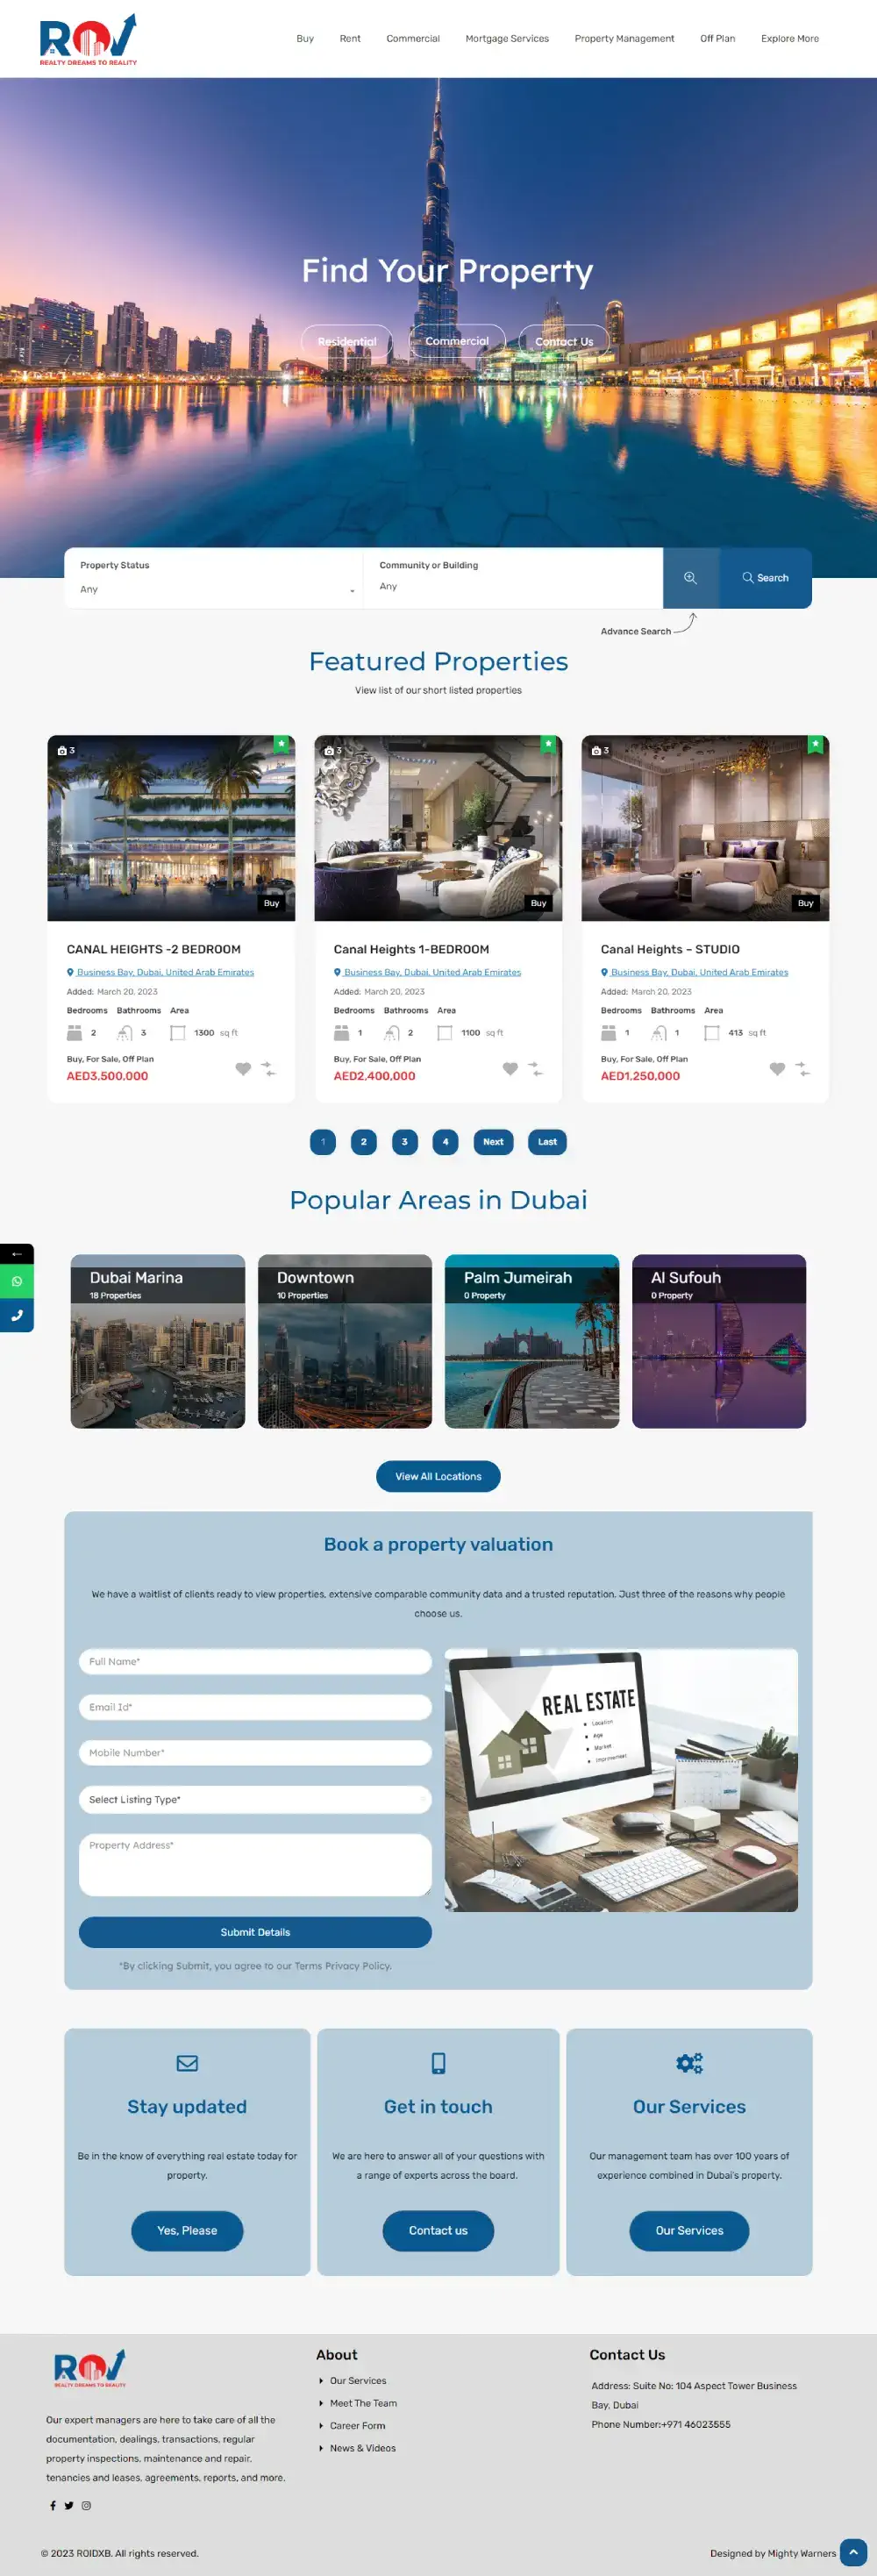 ROI
REALTY DREAMS TO REALITY
Buy Rent Commercial Mortgage Services Property Management Off Plan Explore More
Find Your Property
Residential Commercial Contact Us
Property Status
Any
Community or Building
Any
Search
Advance Search
Featured Properties
View list of our short listed properties
3
Buy
CANAL HEIGHTS -2 BEDROOM
Business Bay, Dubai, United Arab Emirates
Added: March 20, 2023
Bedrooms Bathrooms Area
2 3 1300 sq ft
Buy, For Sale, Off Plan
AED3,500,000
3
Buy
Canal Heights 1-BEDROOM
Business Bay, Dubai, United Arab Emirates
Added: March 20, 2023
Bedrooms Bathrooms Area
1 2 1100 sq ft
Buy, For Sale, Off Plan
AED2,400,000
3
Buy
Canal Heights – STUDIO
Business Bay, Dubai, United Arab Emirates
Added: March 20, 2023
Bedrooms Bathrooms Area
1 1 413 sq ft
Buy, For Sale, Off Plan
AED1,250,000
1 2 3 4 Next Last
Popular Areas in Dubai
Dubai Marina
18 Properties
Downtown
10 Properties
Palm Jumeirah
0 Property
Al Sufouh
0 Property
View All Locations
Book a property valuation
We have a waitlist of clients ready to view properties, extensive comparable community data and a trusted reputation. Just three of the reasons why people
choose us.
Full Name*
Email Id*
Mobile Number*
Select Listing Type*
Property Address*
Submit Details
*By clicking Submit, you agree to our Terms Privacy Policy.
REAL ESTATE
Location
Age
Market
Improvement
Stay updated
Be in the know of everything real estate today for
property.
Yes, Please
Get in touch
We are here to answer all of your questions with
a range of experts across the board.
Contact us
Our Services
Our management team has over 100 years of
experience combined in Dubai's property.
Our Services
ROI
REALTY DREAMS TO REALITY
Our expert managers are here to take care of all the
documentation, dealings, transactions, regular
property inspections, maintenance and repair,
tenancies and leases, agreements, reports, and more.
About
Our Services
Meet The Team
Career Form
News & Videos
Contact Us
Address: Suite No: 104 Aspect Tower Business
Bay, Dubai
Phone Number:+971 46023555
© 2023 ROIDXB. All rights reserved.
Designed by Mighty Warners